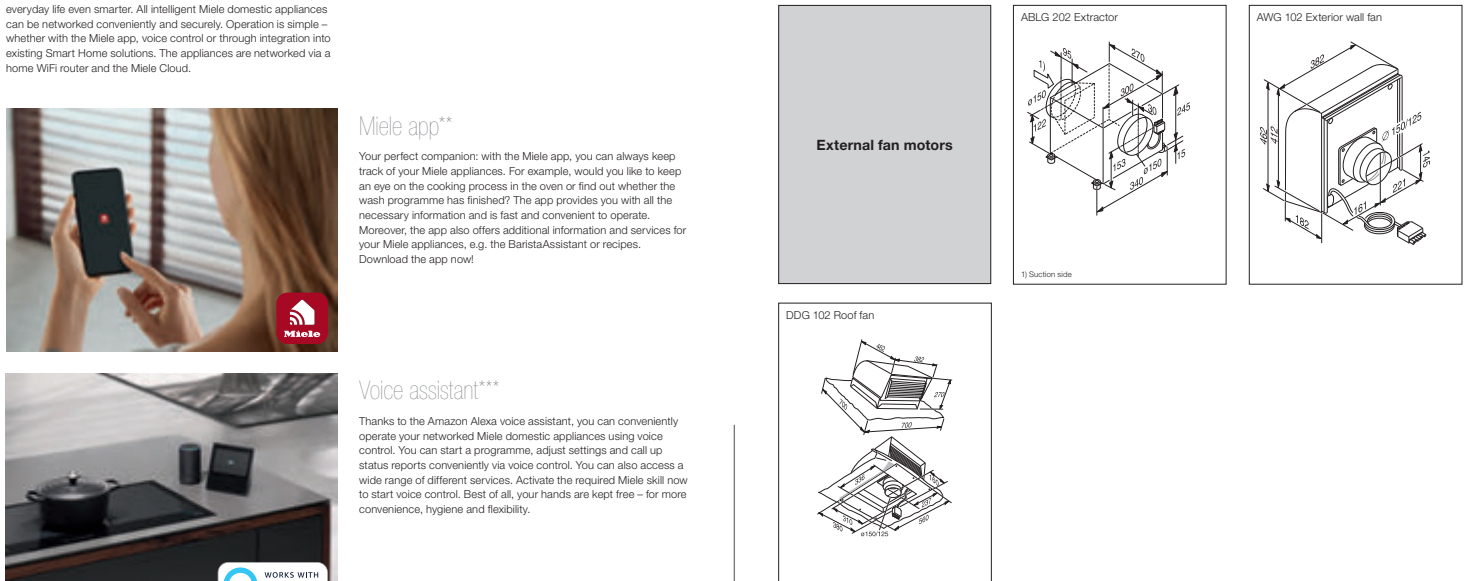 everyday life even smarter. All intelligent Miele domestic appliances
can be networked conveniently and securely. Operation is simple –
whether with the Miele app, voice control or through integration into
existing Smart Home solutions. The appliances are networked via a
home WiFi router and the Miele Cloud.
Miele
Miele app**
Your perfect companion: with the Miele app, you can always keep
track of your Miele appliances. For example, would you like to keep
an eye on the cooking process in the oven or find out whether the
wash programme has finished? The app provides you with all the
necessary information and is fast and convenient to operate.
Moreover, the app also offers additional information and services for
your Miele appliances, e.g. the BaristaAssistant or recipes.
Download the app now!
WORKS WITH
Voice assistant***
Thanks to the Amazon Alexa voice assistant, you can conveniently
operate your networked Miele domestic appliances using voice
control. You can start a programme, adjust settings and call up
status reports conveniently via voice control. You can also access a
wide range of different services. Activate the required Miele skill now
to start voice control. Best of all, your hands are kept free – for more
convenience, hygiene and flexibility.
External fan motors
ABLG 202 Extractor
95
270
1)
ø150
300
30
245
122
153
ø150
15
340
1) Suction side
AWG 102 Exterior wall fan
382
462
412
Ø 150/125
145
221
161
182
DDG 102 Roof fan
462
382
270
700
700
336
160
237
310
380
560
ø150/125